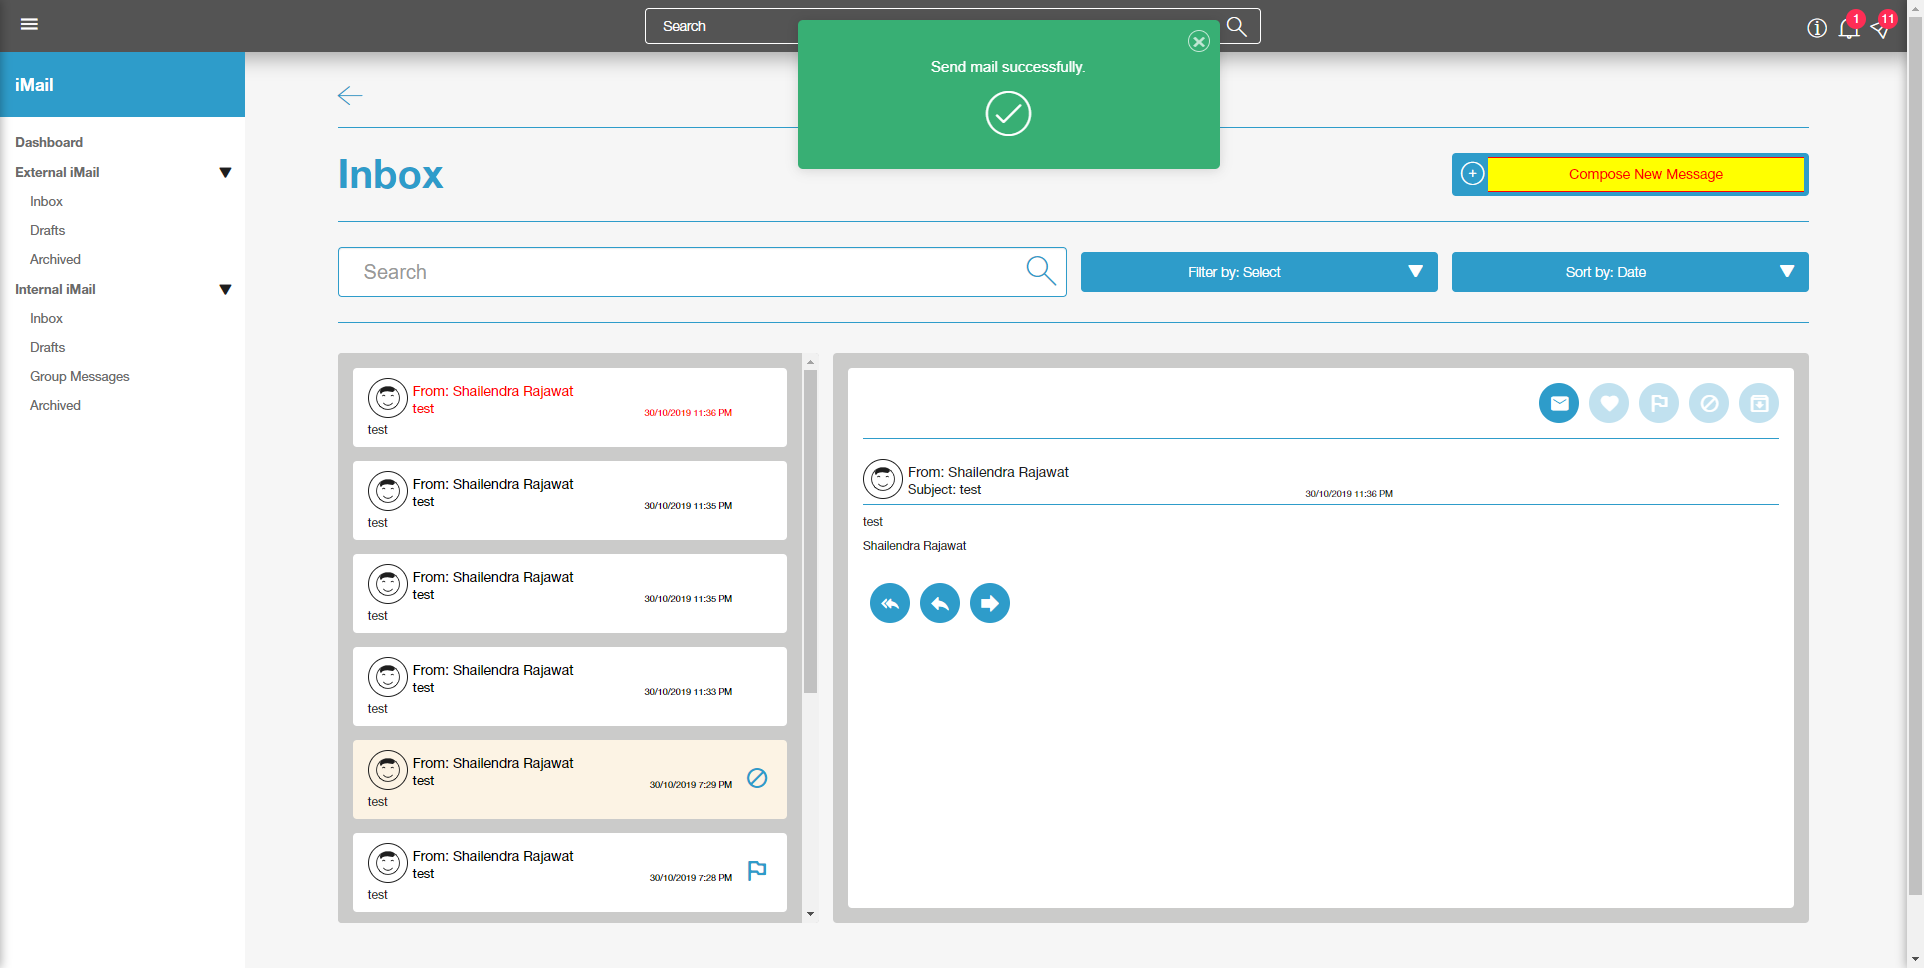 Search
1
11
Send mail successfully.
iMail
Dashboard
External iMail
Inbox
Drafts
Archived
Internal iMail
Inbox
Drafts
Group Messages
Archived
Inbox
Compose New Message
Search
Filter by: Select
Sort by: Date
From: Shailendra Rajawat
test
30/10/2019 11:36 PM
test
From: Shailendra Rajawat
test
30/10/2019 11:35 PM
test
From: Shailendra Rajawat
test
30/10/2019 11:35 PM
test
From: Shailendra Rajawat
test
30/10/2019 11:33 PM
test
From: Shailendra Rajawat
test
30/10/2019 7:29 PM
test
From: Shailendra Rajawat
test
30/10/2019 7:28 PM
test
From: Shailendra Rajawat
Subject: test
30/10/2019 11:36 PM
test
Shailendra Rajawat